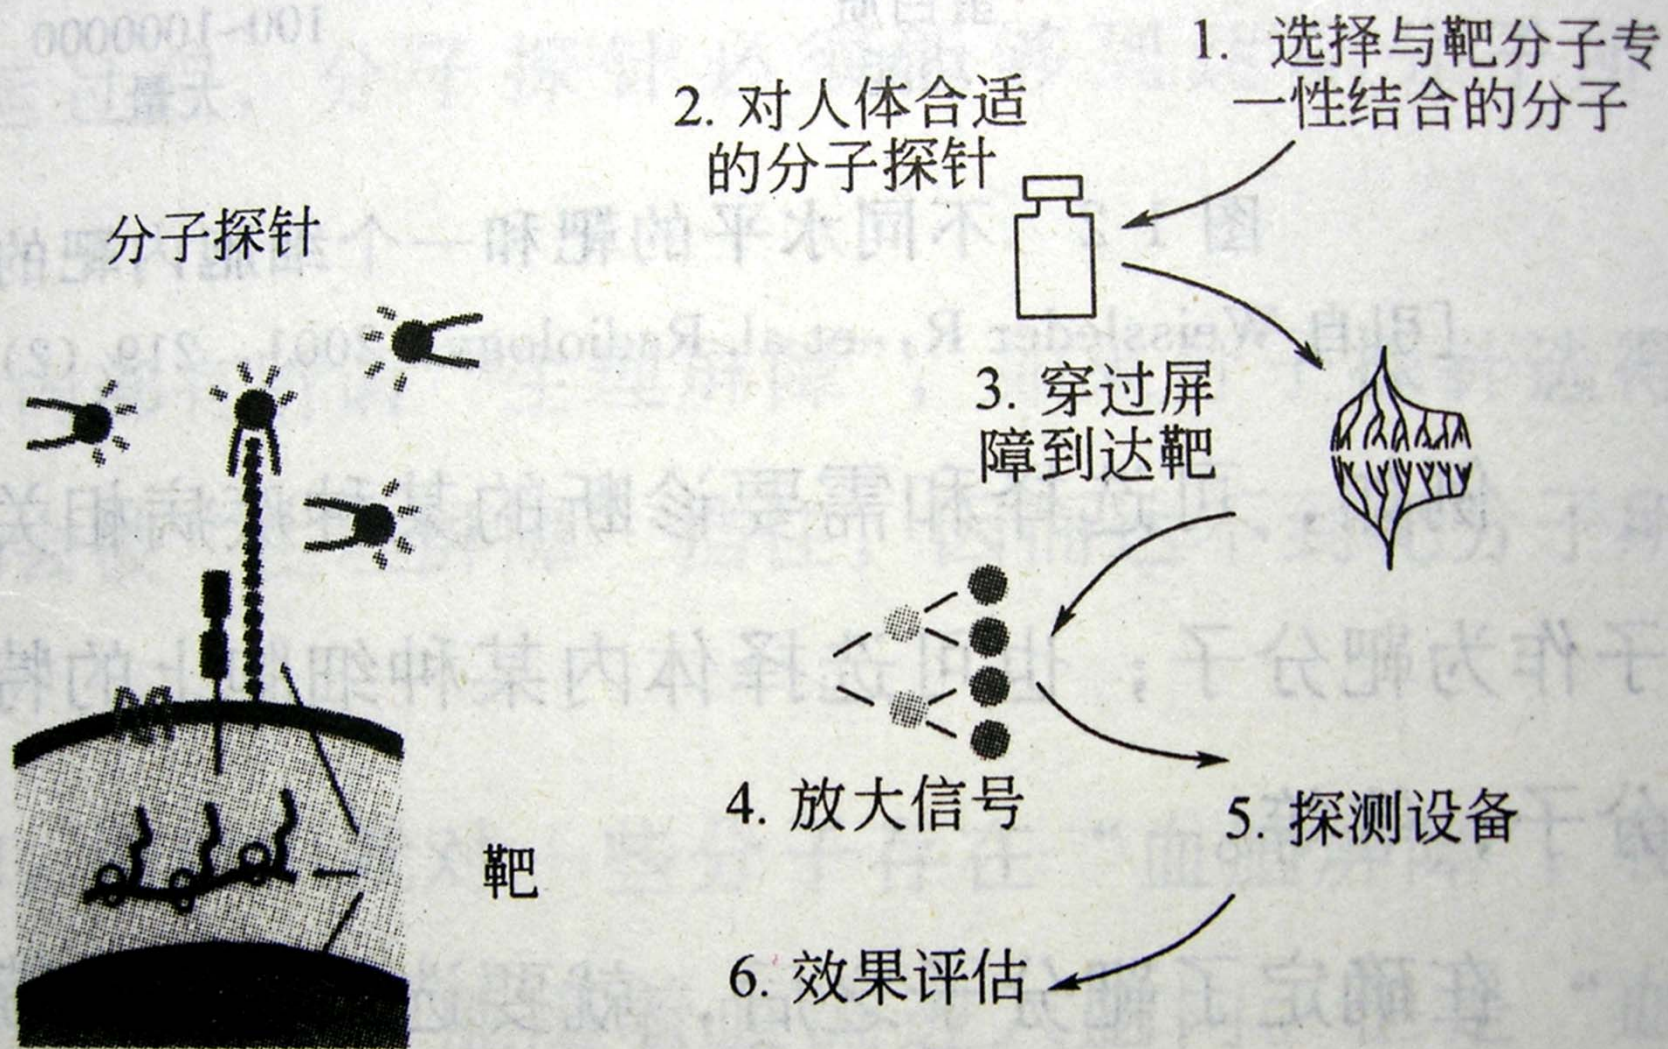 1. 选择与靶分子专
一性结合的分子
2. 对人体合适
的分子探针
分子探针
3. 穿过屏
障到达靶
4. 放大信号
5. 探测设备
靶
6. 效果评估